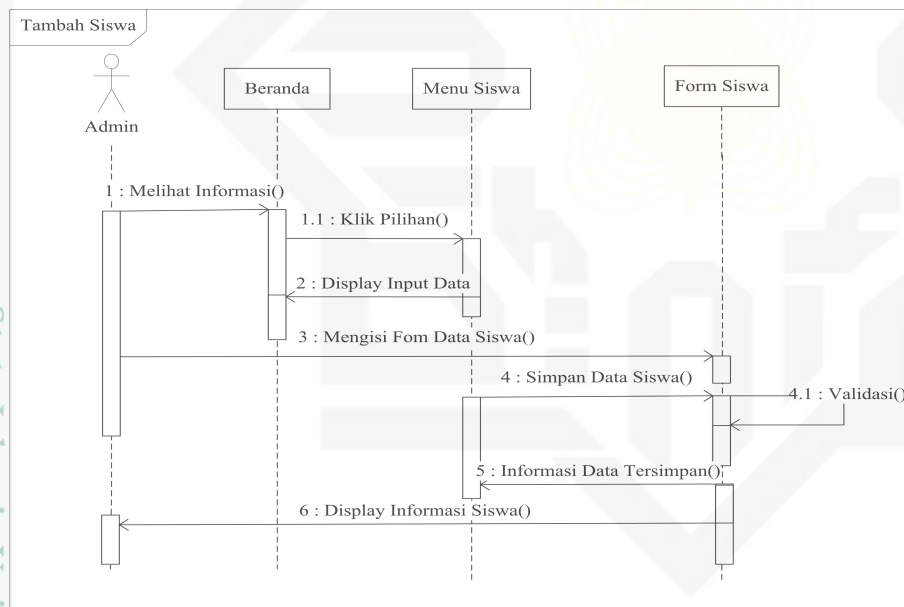 Tambah Siswa
Beranda
Menu Siswa
Form Siswa
Admin
1 : Melihat Informasi()
1.1 : Klik Pilihan()
2 : Display Input Data
3 : Mengisi Fom Data Siswa()
4 : Simpan Data Siswa()
4.1 : Validasi()
5 : Informasi Data Tersimpan()
6 : Display Informasi Siswa()